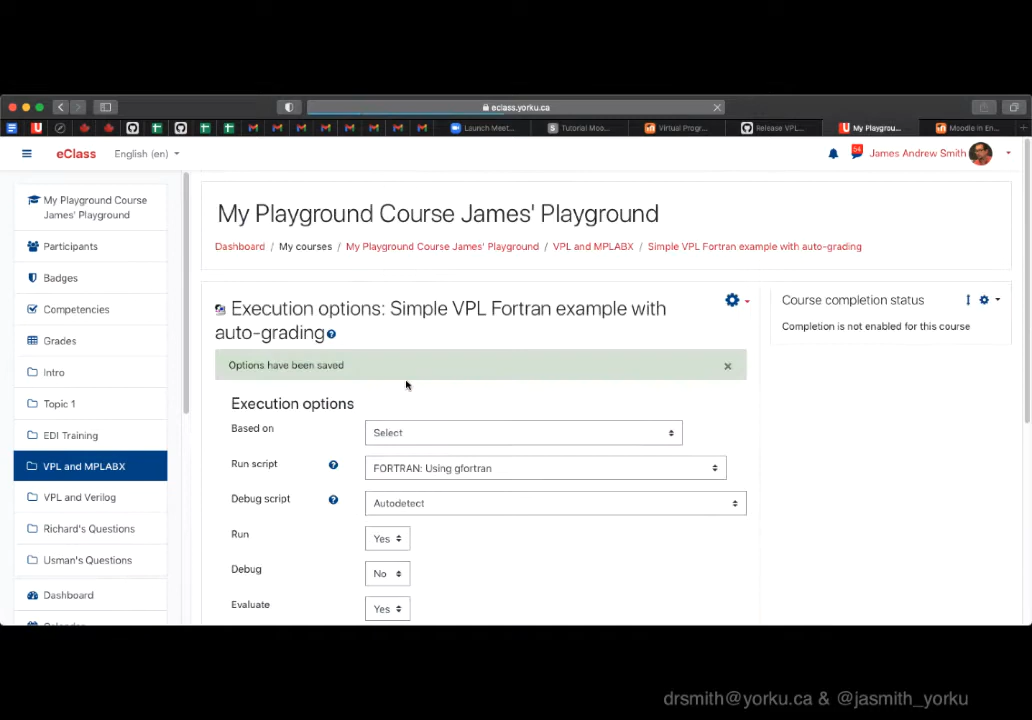 eclass.yorku.ca
Launch Meet...
Tutorial Moo...
Virtual Progr...
Release VPL...
My Playgrou...
Moodle in En...
eClass
English (en)
54
James Andrew Smith
My Playground Course
James' Playground
Participants
Badges
Competencies
Grades
Intro
Topic 1
EDI Training
VPL and MPLABX
VPL and Verilog
Richard's Questions
Usman's Questions
Dashboard
My Playground Course James' Playground
Dashboard / My courses / My Playground Course James' Playground / VPL and MPLABX / Simple VPL Fortran example with auto-grading
Execution options: Simple VPL Fortran example with
auto-grading
Options have been saved
Execution options
Based on
Select
Run script
FORTRAN: Using gfortran
Debug script
Autodetect
Run
Yes
Debug
No
Evaluate
Yes
Course completion status
Completion is not enabled for this course
drsmith@yorku.ca & @jasmith_yorku